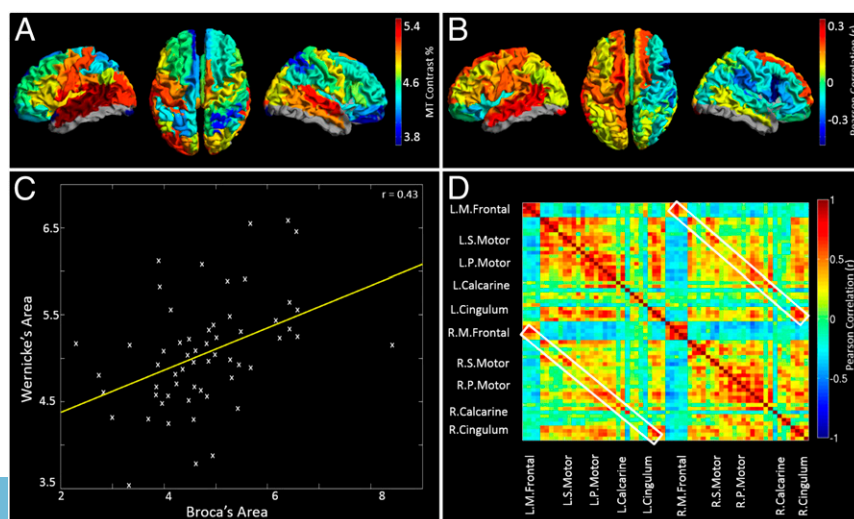 A
5.4
4.6
3.8
MT Contrast %
B
0.3
0
-0.3
Pearson Correlation (r)
C
r = 0.43
6.5
5.5
4.5
3.5
Wernicke's Area
2
4
6
8
Broca's Area
D
L.M.Frontal
L.S.Motor
L.P.Motor
L.Calcarine
L.Cingulum
R.M.Frontal
R.S.Motor
R.P.Motor
R.Calcarine
R.Cingulum
L.M.Frontal
L.S.Motor
L.P.Motor
L.Calcarine
L.Cingulum
R.M.Frontal
R.S.Motor
R.P.Motor
R.Calcarine
R.Cingulum
1
0.5
0
-0.5
-1
Pearson Correlation (r)